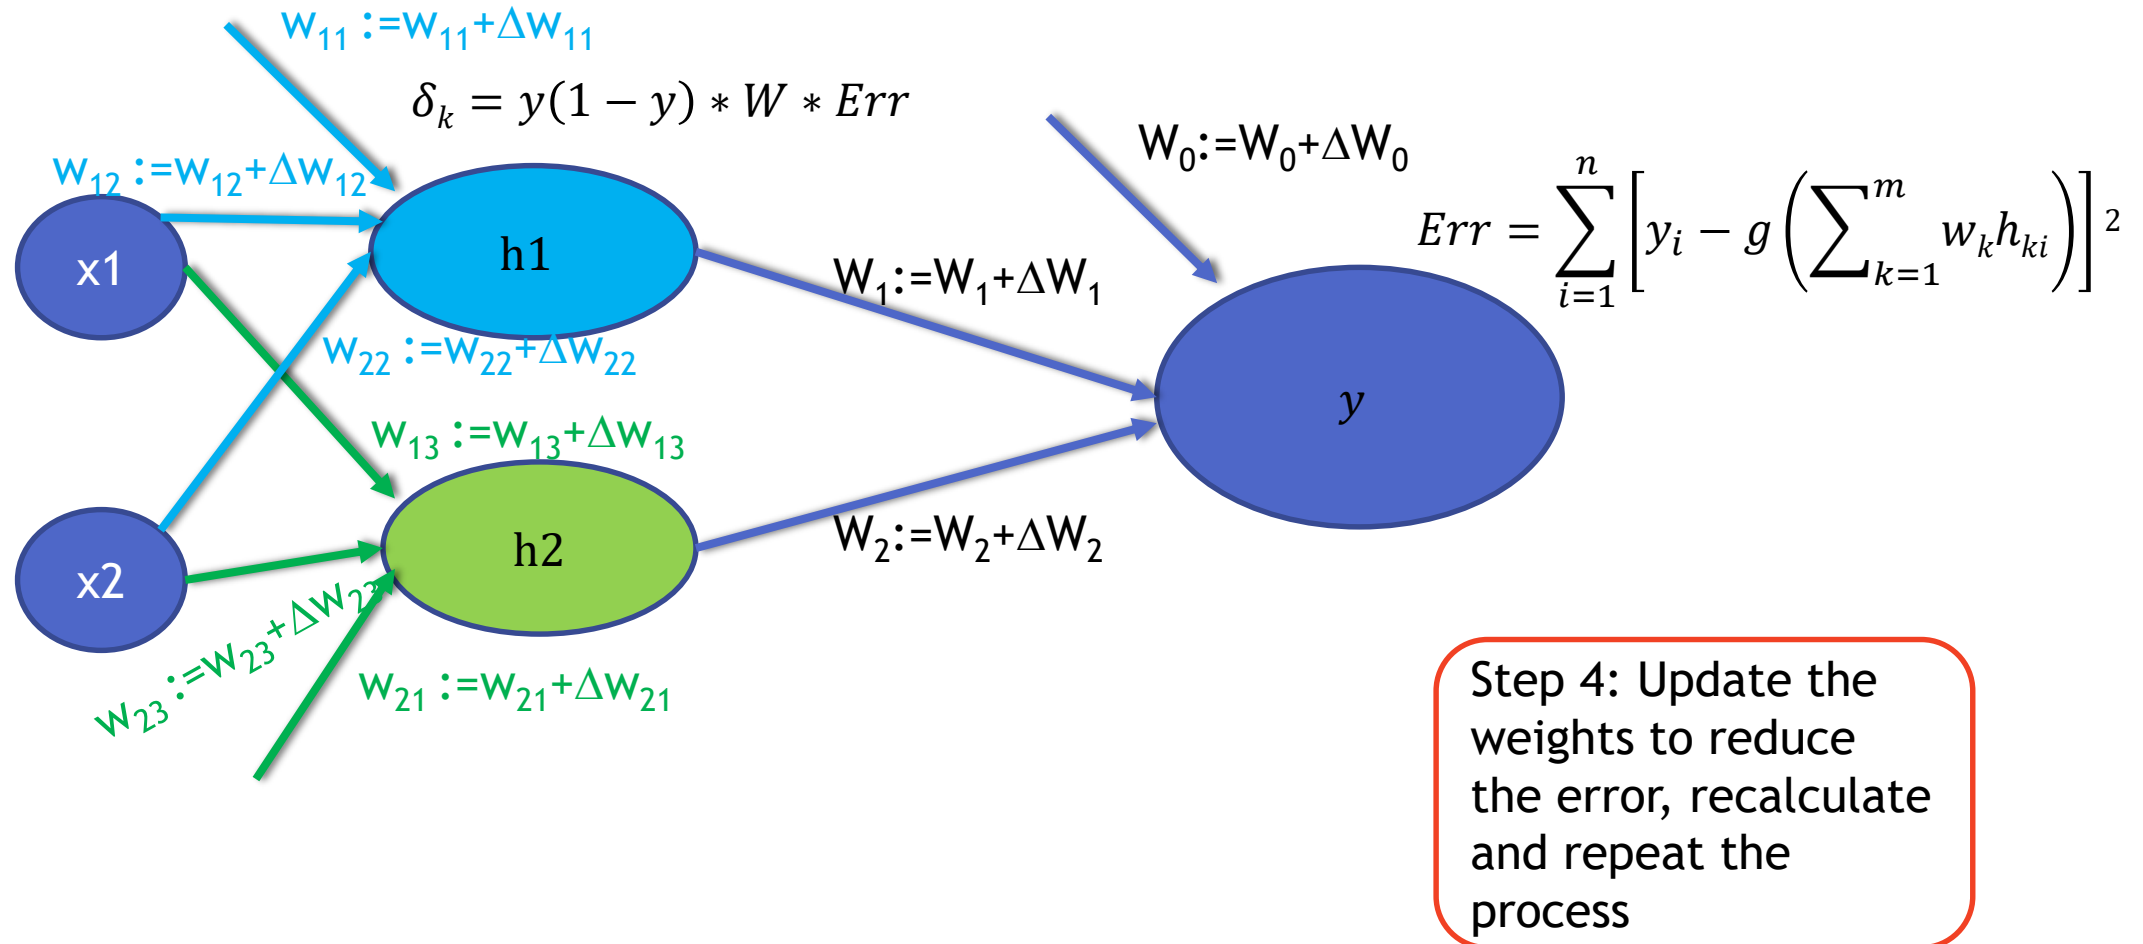 w₁₁ :=w₁₁+Δw₁₁
δₖ = y(1 − y) ∗ W ∗ Err
W₀:=W₀+ΔW₀
w₁₂ :=w₁₂+Δw₁₂
Err = ∑ᵢ₌₁ⁿ [yᵢ − g(∑ₖ₌₁ᵐ wₖhₖᵢ)] ²
x1
h1
W₁:=W₁+ΔW₁
w₂₂ :=w₂₂+Δw₂₂
y
w₁₃ :=w₁₃+Δw₁₃
x2
h2
W₂:=W₂+ΔW₂
w₂₃ :=w₂₃+Δw₂₃
w₂₁ :=w₂₁+Δw₂₁
Step 4: Update the
weights to reduce
the error, recalculate
and repeat the
process